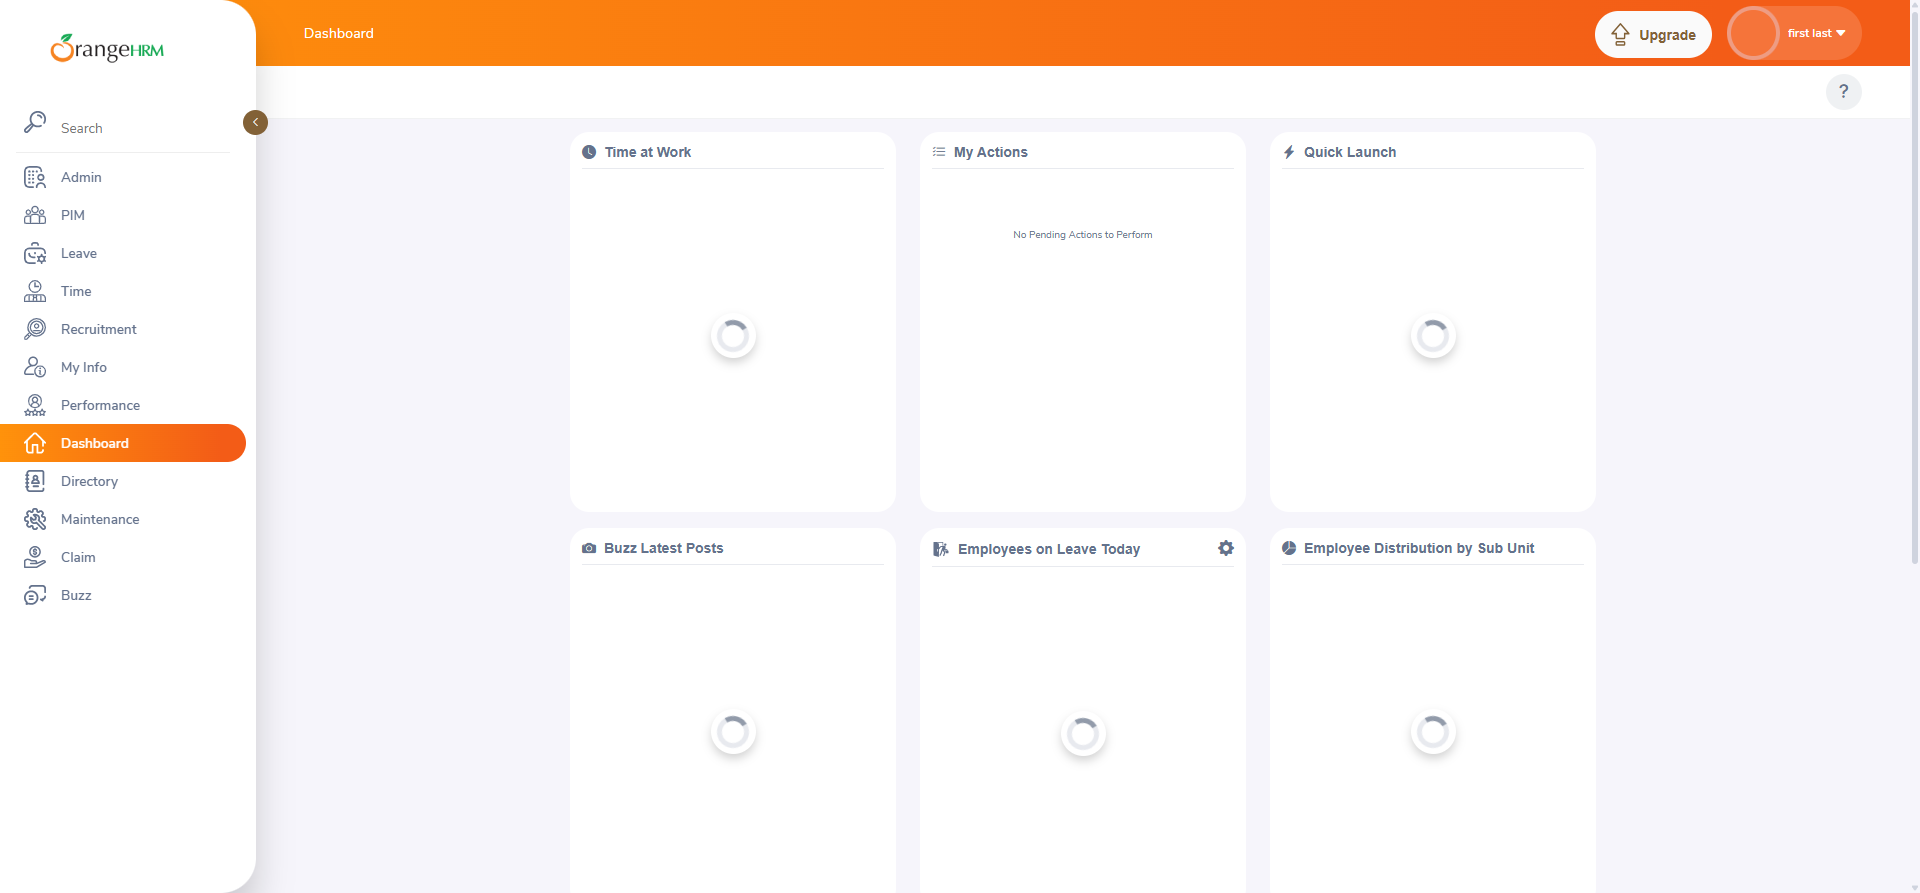 OrangeHRM
Dashboard
Upgrade
first last
?
Search
Admin
PIM
Leave
Time
Recruitment
My Info
Performance
Dashboard
Directory
Maintenance
Claim
Buzz
Time at Work
My Actions
No Pending Actions to Perform
Quick Launch
Buzz Latest Posts
Employees on Leave Today
Employee Distribution by Sub Unit